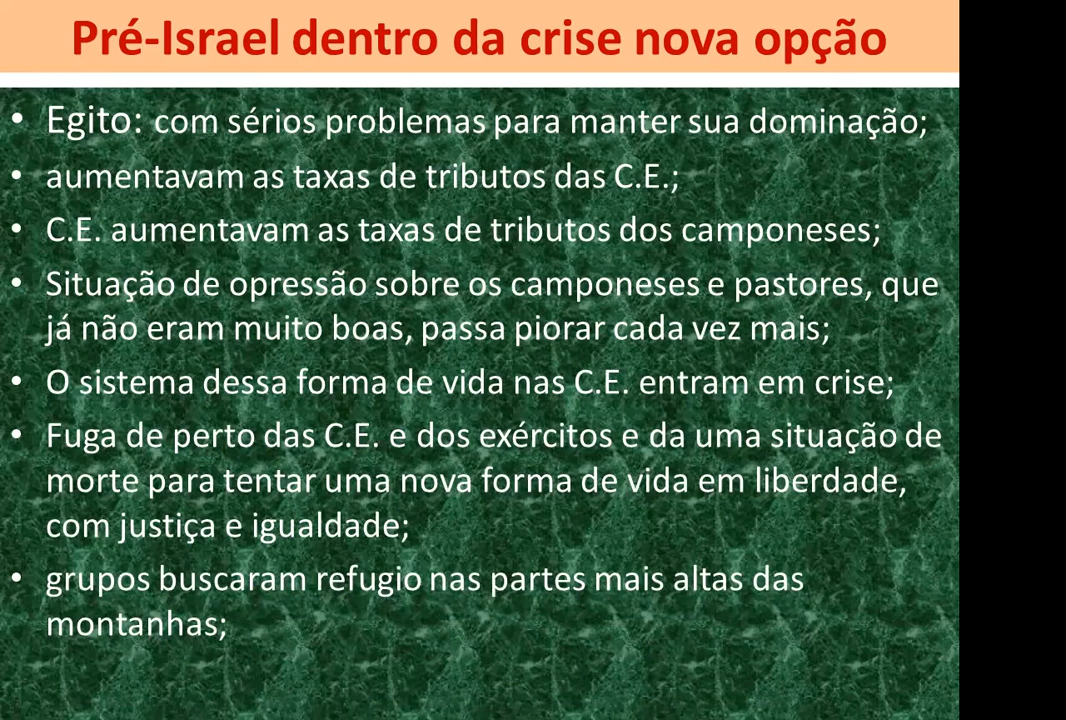 Pré-Israel dentro da crise nova opção
• Egito: com sérios problemas para manter sua dominação;
• aumentavam as taxas de tributos das C.E.;
• C.E. aumentavam as taxas de tributos dos camponeses;
• Situação de opressão sobre os camponeses e pastores, que
já não eram muito boas, passa piorar cada vez mais;
• O sistema dessa forma de vida nas C.E. entram em crise;
• Fuga de perto das C.E. e dos exércitos e da uma situação de
morte para tentar uma nova forma de vida em liberdade,
com justiça e igualdade;
• grupos buscaram refugio nas partes mais altas das
montanhas;